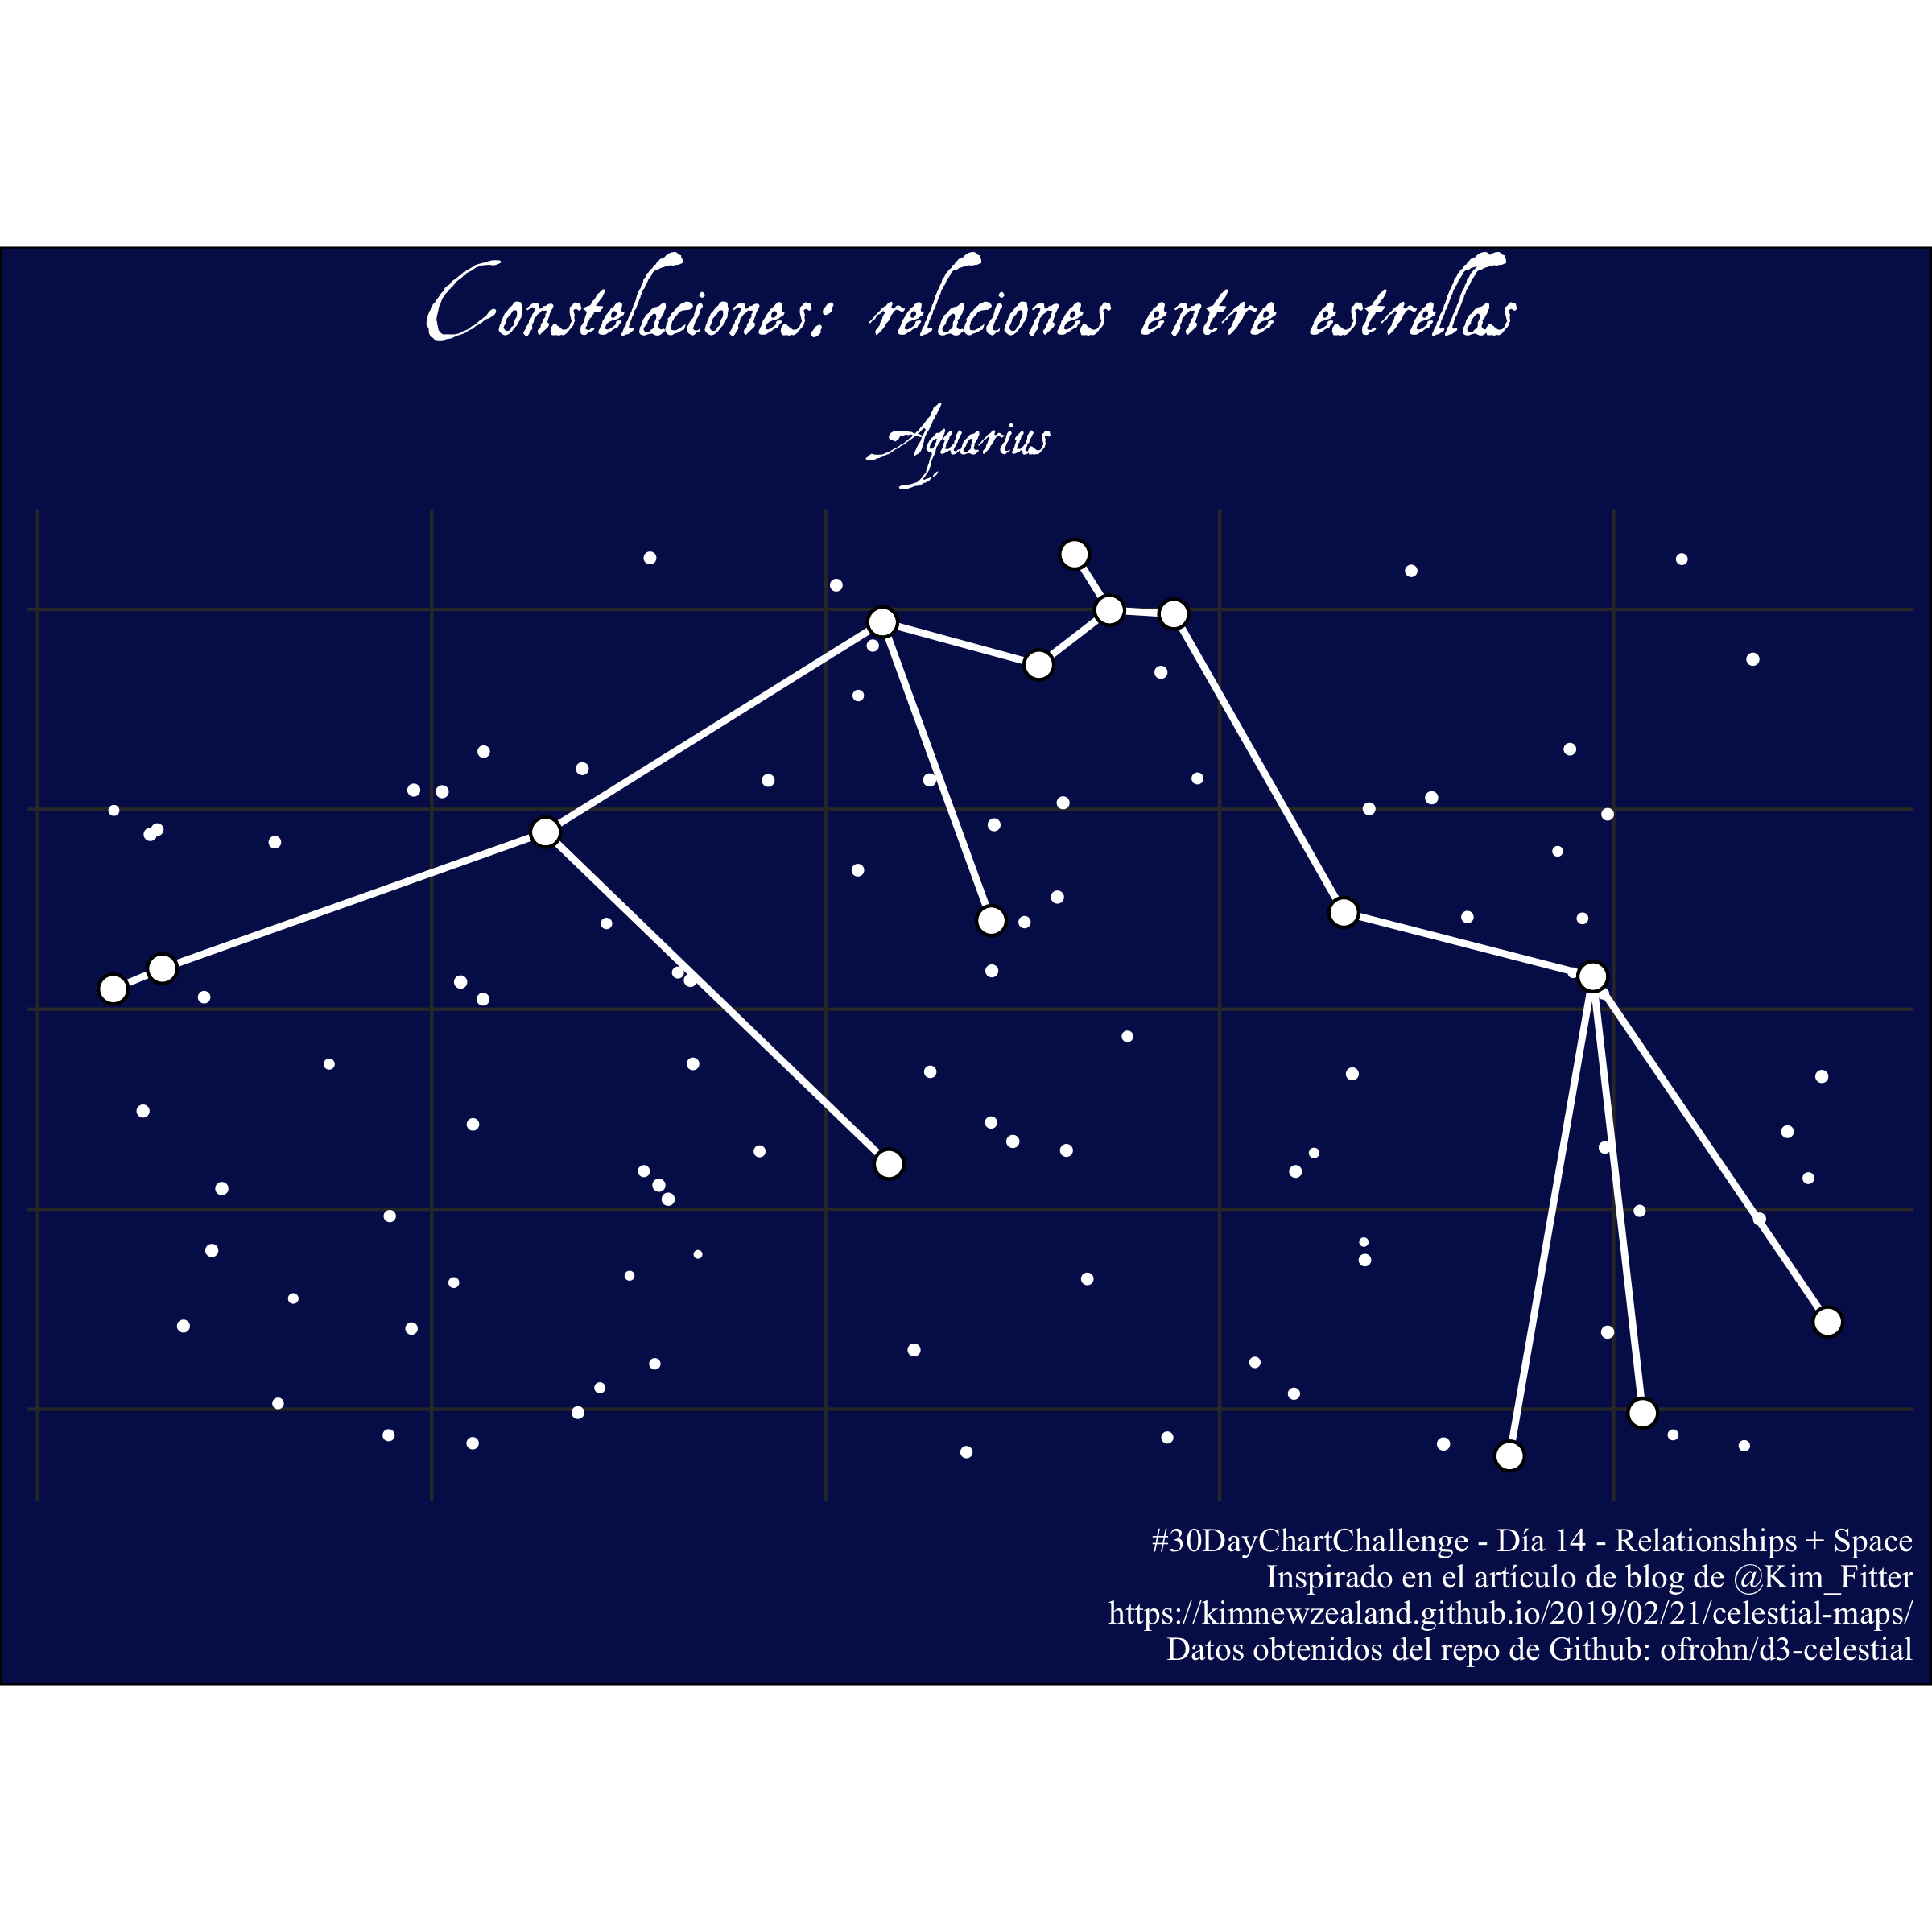 Constelaciones: relaciones entre estrellas
Aquarius
#30DayChartChallenge - Día 14 - Relationships + Space
Inspirado en el artículo de blog de @Kim_Fitter
https://kimnewzealand.github.io/2019/02/21/celestial-maps/
Datos obtenidos del repo de Github: ofrohn/d3-celestial